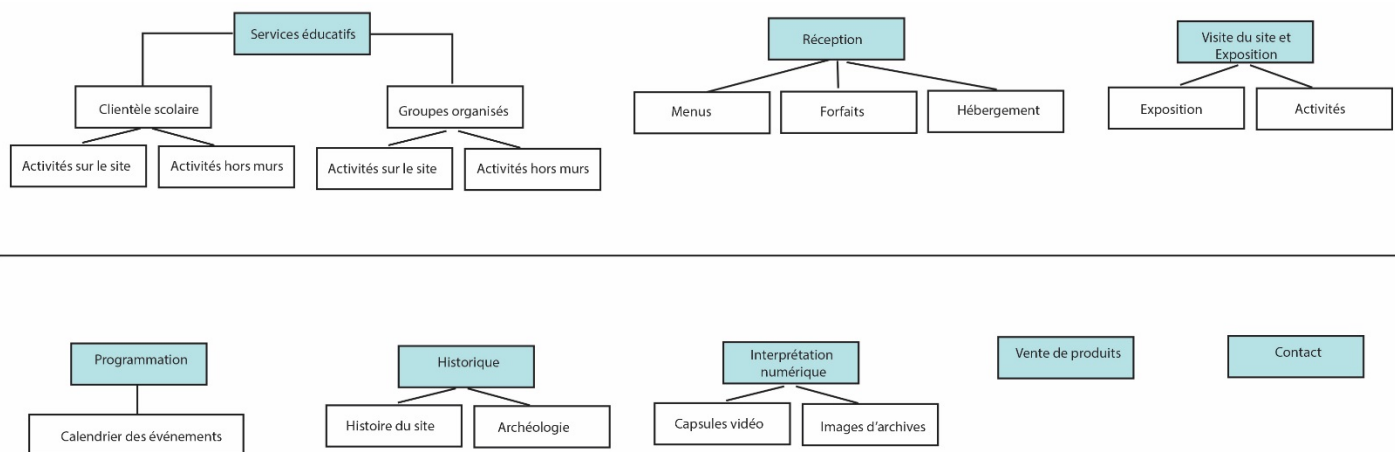 Services éducatifs
Réception
Visite du site et
Exposition
Clientèle scolaire
Groupes organisés
Menus
Forfaits
Hébergement
Exposition
Activités
Activités sur le site
Activités hors murs
Activités sur le site
Activités hors murs
Programmation
Historique
Interprétation
numérique
Vente de produits
Contact
Calendrier des événements
Histoire du site
Archéologie
Capsules vidéo
Images d'archives